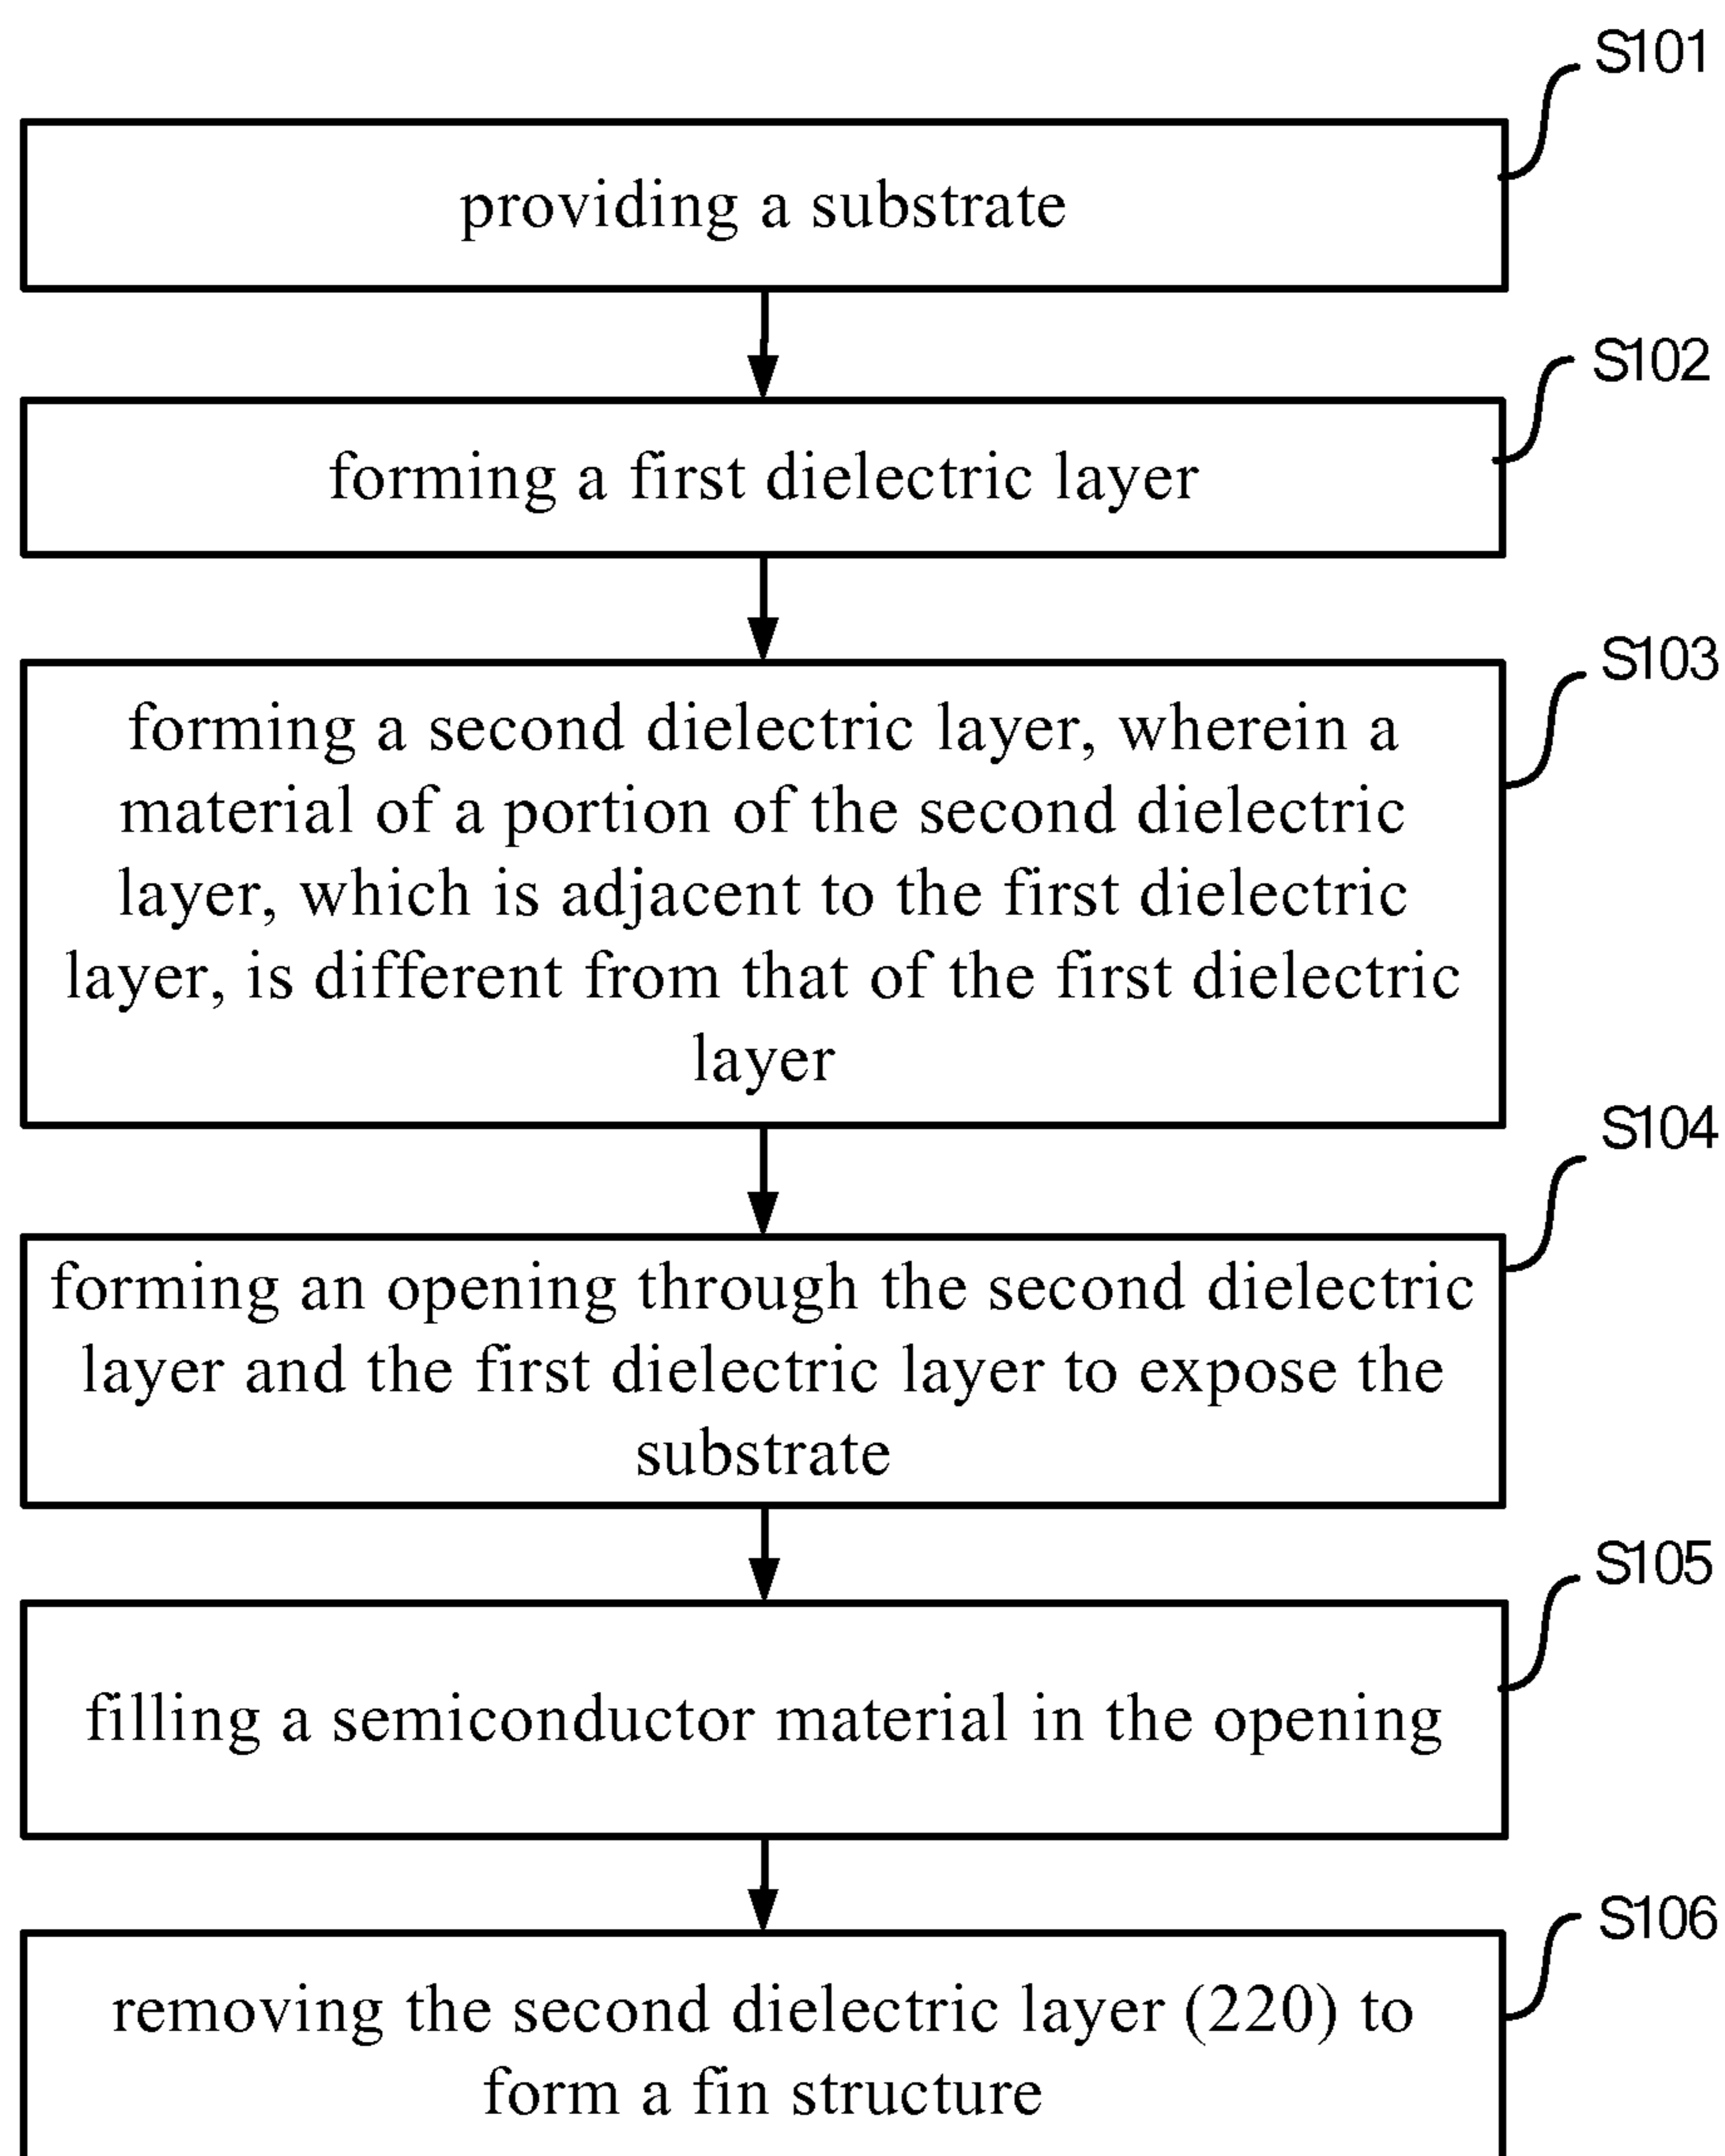 S101
providing a substrate
S102
forming a first dielectric layer
S103
forming a second dielectric layer, wherein a
material of a portion of the second dielectric
layer, which is adjacent to the first dielectric
layer, is different from that of the first dielectric
layer
S104
forming an opening through the second dielectric
layer and the first dielectric layer to expose the
substrate
S105
filling a semiconductor material in the opening
S106
removing the second dielectric layer (220) to
form a fin structure